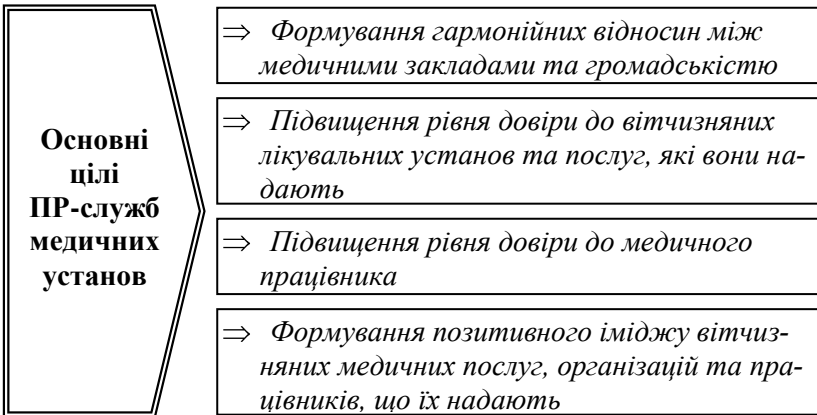 Основні
цілі
ПР-служб
медичних
установ
⇒ Формування гармонійних відносин між
медичними закладами та громадськістю
⇒ Підвищення рівня довіри до вітчизняних
лікувальних установ та послуг, які вони на-
дають
⇒ Підвищення рівня довіри до медичного
працівника
⇒ Формування позитивного іміджу вітчиз-
няних медичних послуг, організацій та пра-
цівників, що їх надають